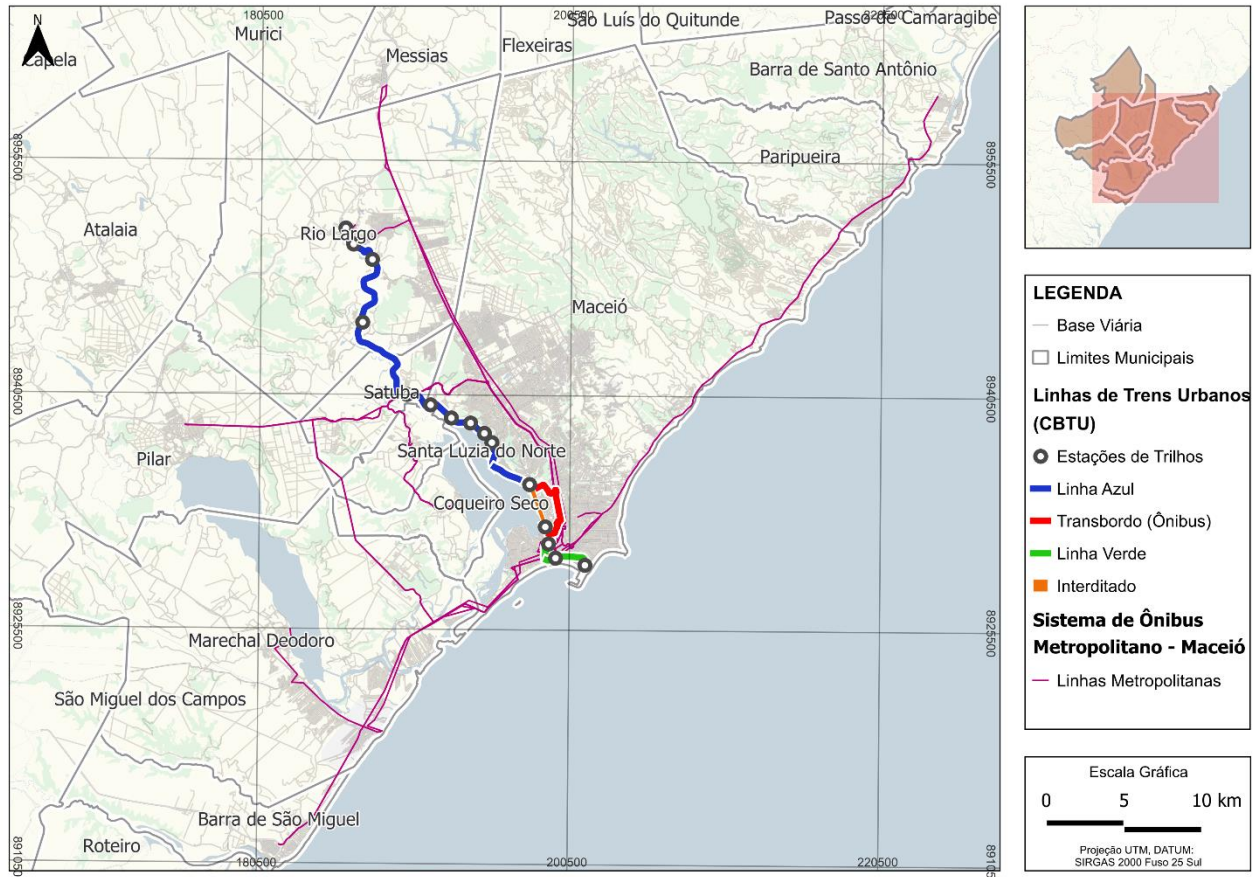 N
180500
200500
220500
São Luís do Quitunde
Passo de Camaragibe
Murici
Capela
Messias
Flexeiras
Barra de Santo Antônio
8955500
8955500
Paripueira
Atalaia
Rio Largo
Maceió
8940500
8940500
Satuba
Santa Luzia do Norte
Pilar
Coqueiro Seco
8925500
8925500
Marechal Deodoro
São Miguel dos Campos
Barra de São Miguel
Roteiro
891050
89105
180500
200500
220500
LEGENDA
Base Viária
Limites Municipais
Linhas de Trens Urbanos
(CBTU)
Estações de Trilhos
Linha Azul
Transbordo (Ônibus)
Linha Verde
Interditado
Sistema de Ônibus
Metropolitano - Maceió
Linhas Metropolitanas
Escala Gráfica
0 5 10 km
Projeção UTM, DATUM:
SIRGAS 2000 Fuso 25 Sul